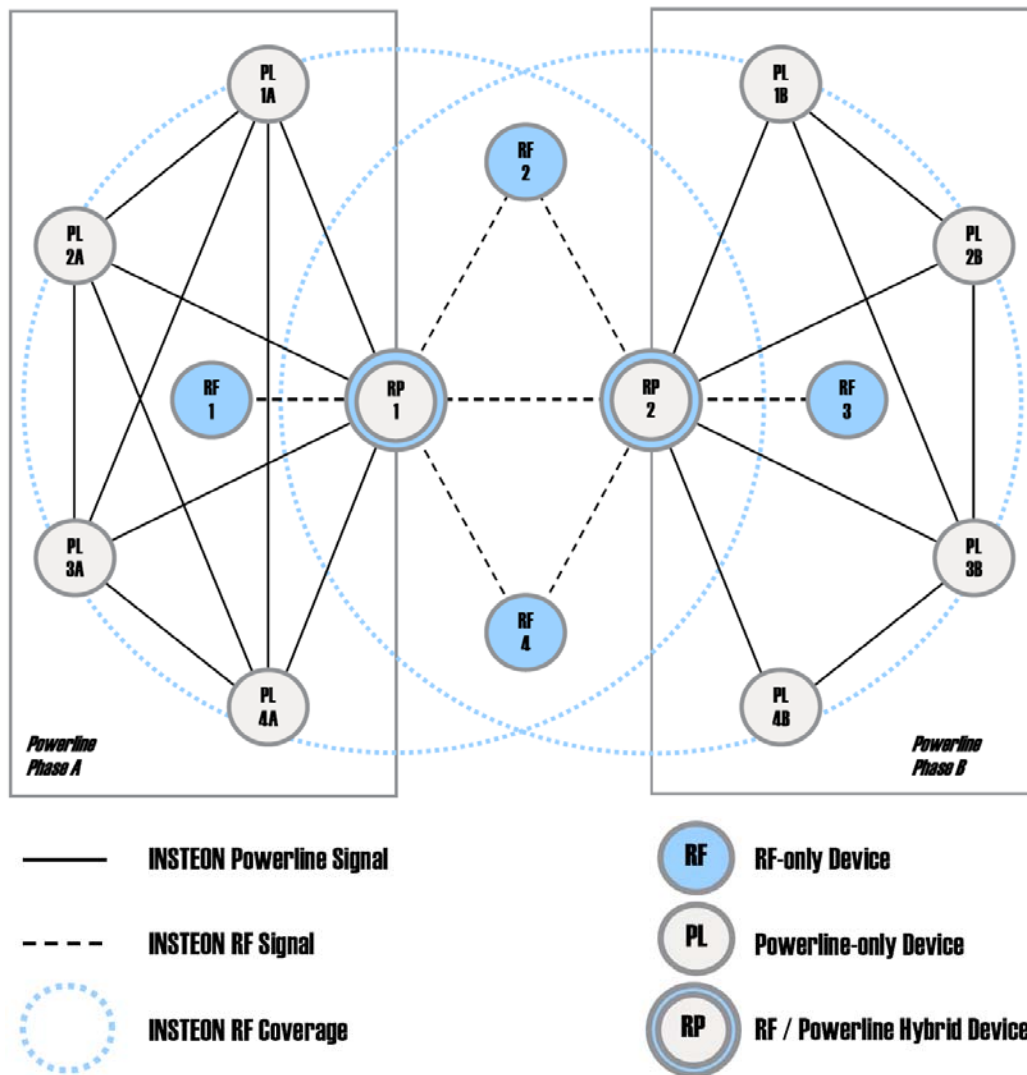 PL
1A
PL
1B
RF
2
PL
2A
PL
2B
RF
1
RP
1
RP
2
RF
3
PL
3A
PL
3B
RF
4
PL
4A
PL
4B
Powerline
Phase A
Powerline
Phase B
INSTEON Powerline Signal
RF
RF-only Device
INSTEON RF Signal
PL
Powerline-only Device
INSTEON RF Coverage
RP
RF / Powerline Hybrid Device